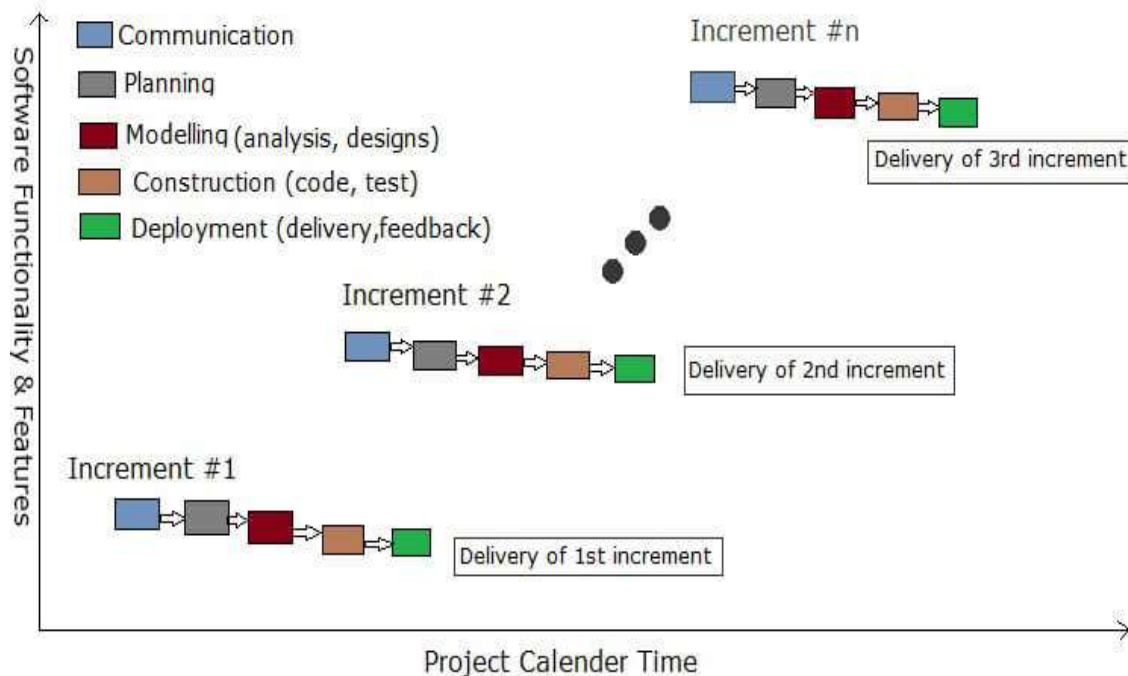 Software Functionality & Features
Communication
Planning
Modelling (analysis, designs)
Construction (code, test)
Deployment (delivery,feedback)
Increment #n
Delivery of 3rd increment
Increment #2
Delivery of 2nd increment
Increment #1
Delivery of 1st increment
Project Calender Time